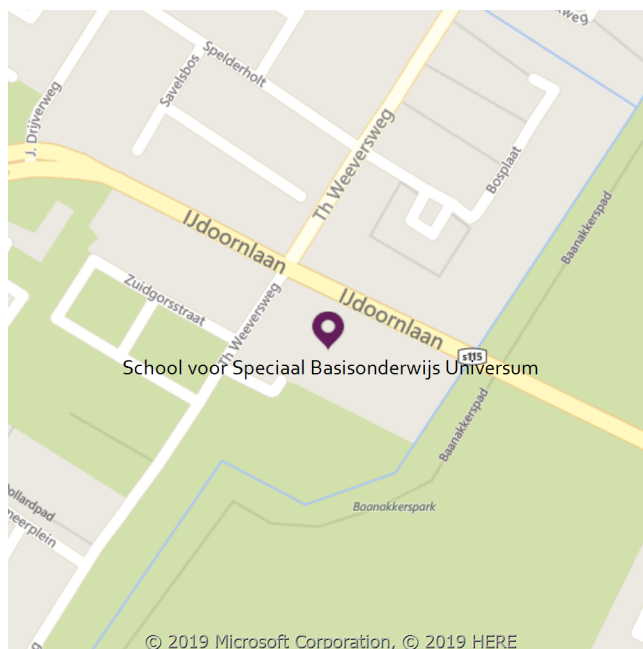 Spelderholt
Savelsbos
J. Drijverweg
Th Weeversweg
Bosplaat
Baanakkerspad
IJdoornlaan
IJdoornlaan
Zuidgorsstraat
Th Weeversweg
s115
School voor Speciaal Basisonderwijs Universum
Baanakkerspad
Baanakkerspark
© 2019 Microsoft Corporation, © 2019 HERE